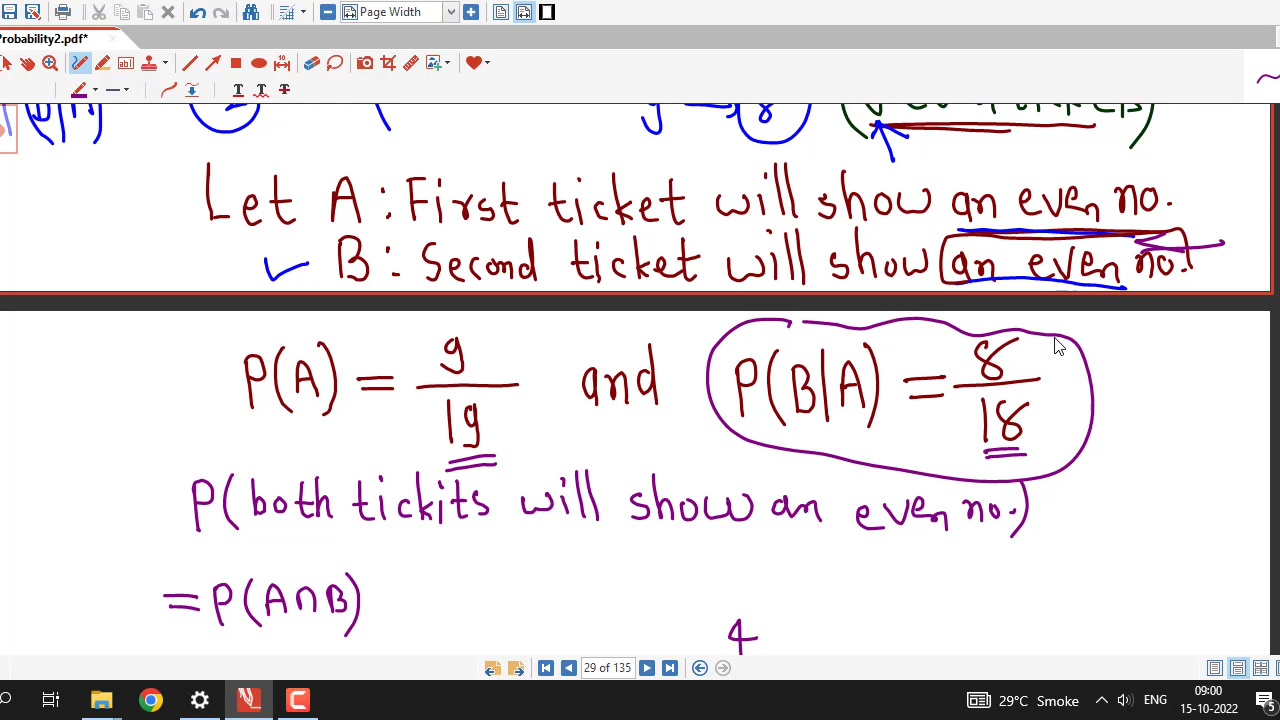 Page Width
Probability2.pdf*
Let A : First ticket will show an even no.
B : Second ticket will show an even no.
P(A) = 9/19 and P(B|A) = 8/18
P(both tickits will show an even no.)
= P(A∩B)
4
29 of 135
29°C Smoke ENG 09:00
15-10-2022
5